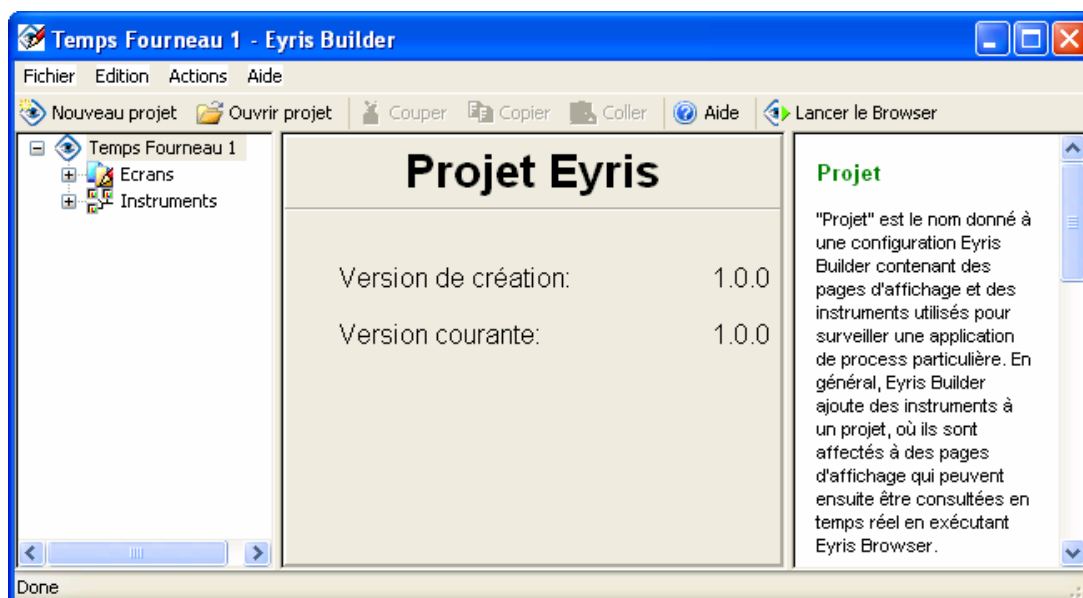 Temps Fourneau 1 - Eyris Builder
Fichier Edition Actions Aide
Nouveau projet Ouvrir projet Couper Copier Coller Aide Lancer le Browser
Temps Fourneau 1
Ecrans
Instruments
Projet Eyris
Version de création: 1.0.0
Version courante: 1.0.0
Projet
"Projet" est le nom donné à
une configuration Eyris
Builder contenant des
pages d'affichage et des
instruments utilisés pour
surveiller une application
de process particulière. En
général, Eyris Builder
ajoute des instruments à
un projet, où ils sont
affectés à des pages
d'affichage qui peuvent
ensuite être consultées en
temps réel en exécutant
Eyris Browser.
Done